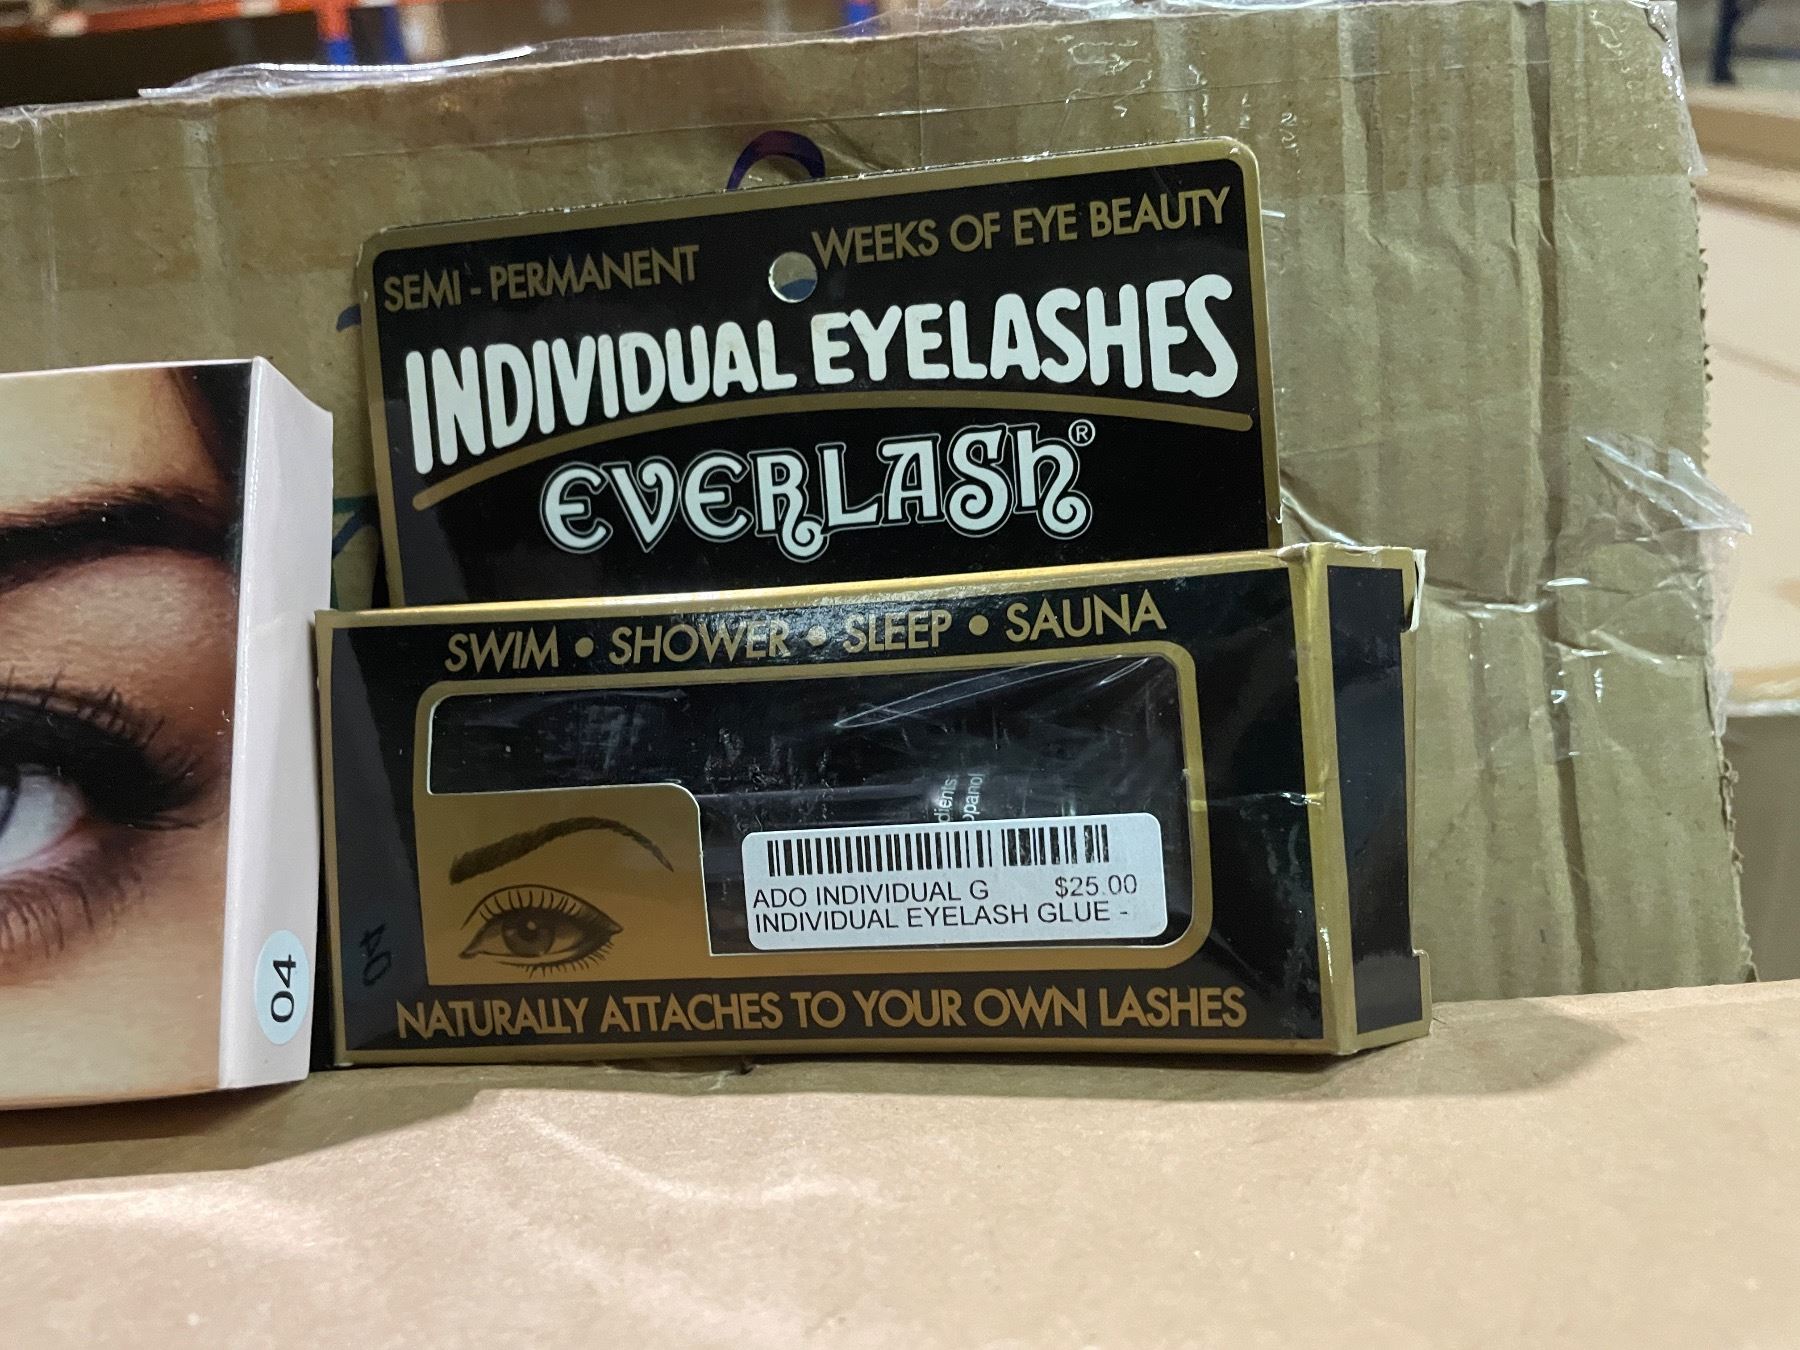 SEMI - PERMANENT WEEKS OF EYE BEAUTY
INDIVIDUAL EYELASHES
EVERLASH®
SWIM • SHOWER • SLEEP • SAUNA
ADO INDIVIDUAL G $25.00
INDIVIDUAL EYELASH GLUE -
NATURALLY ATTACHES TO YOUR OWN LASHES
04